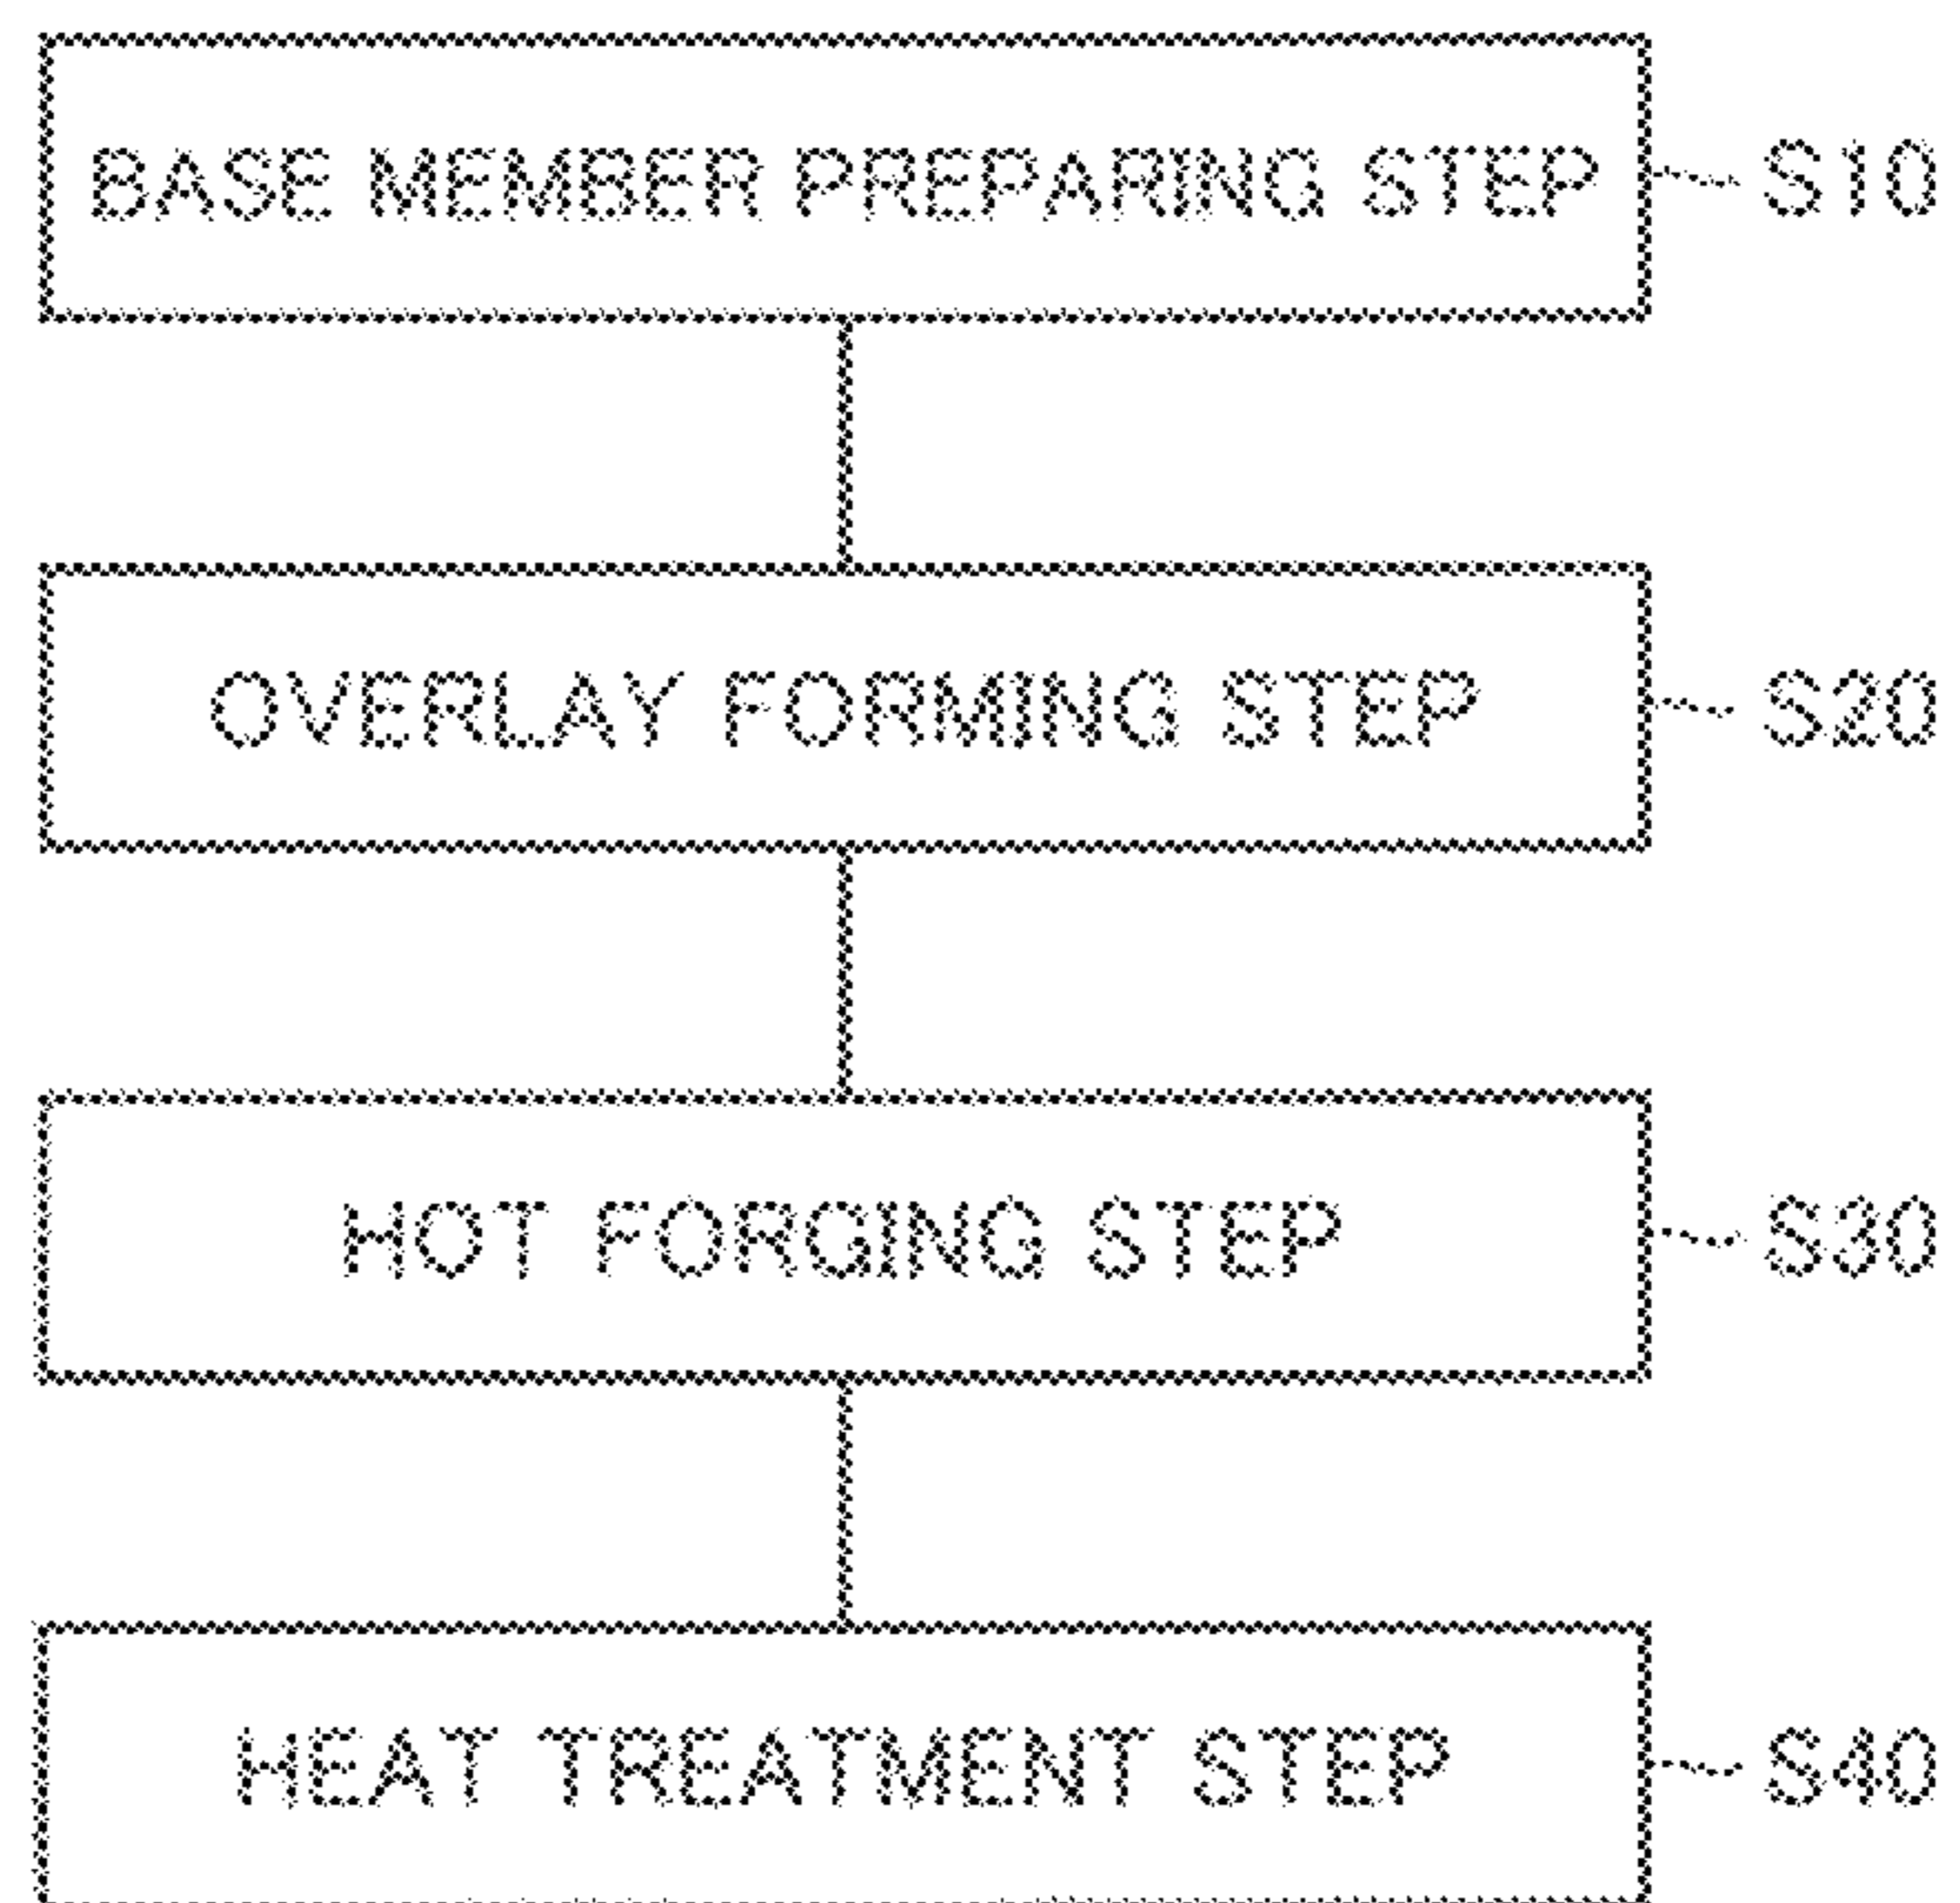 BASE MEMBER PREPARING STEP S10
OVERLAY FORMING STEP S20
HOT FORGING STEP S30
HEAT TREATMENT STEP S40